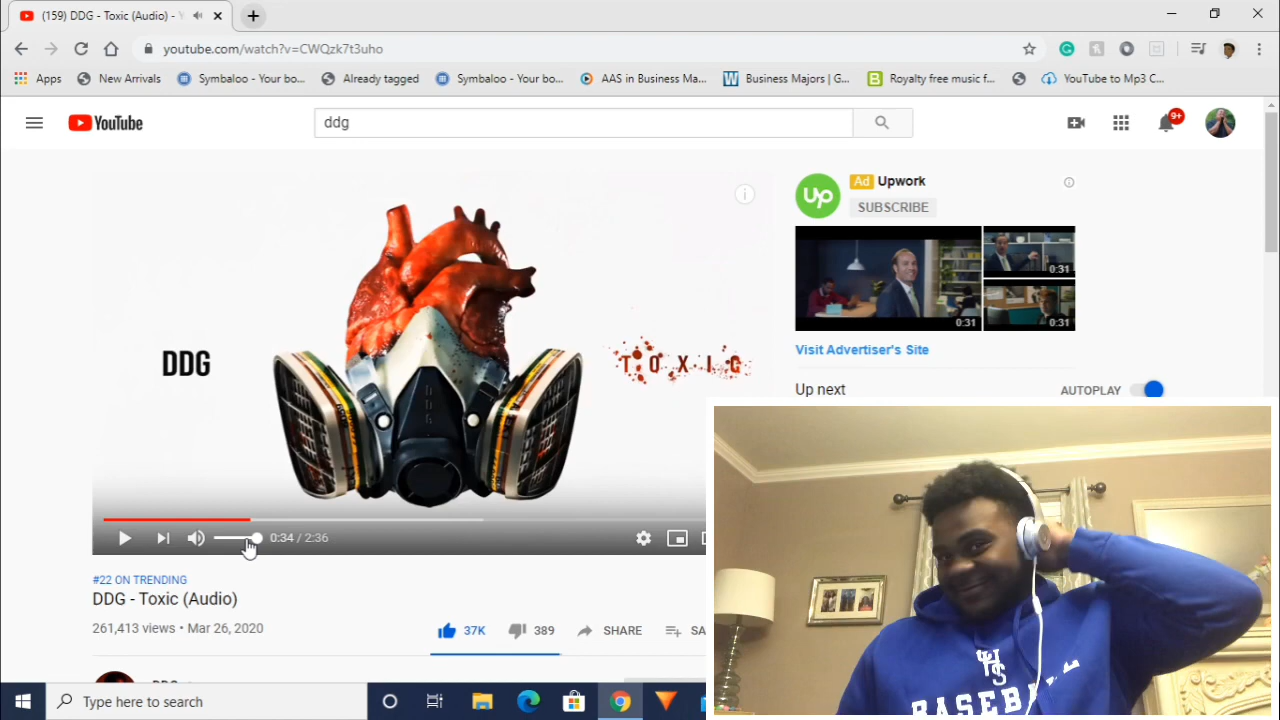 (159) DDG - Toxic (Audio) -
youtube.com/watch?v=CWQzk7t3uho
Apps New Arrivals Symbaloo - Your bo... Already tagged Symbaloo - Your bo... AAS in Business Ma... Business Majors | G... Royalty free music f... YouTube to Mp3 C...
YouTube
ddg
9+
Up
Ad Upwork
SUBSCRIBE
0:31
0:31
0:31
Visit Advertiser's Site
DDG
TOXIC
DDG
Up next
AUTOPLAY
0:34 / 2:36
#22 ON TRENDING
DDG - Toxic (Audio)
261,413 views • Mar 26, 2020
37K
389
SHARE
SA
BASEBA
Type here to search